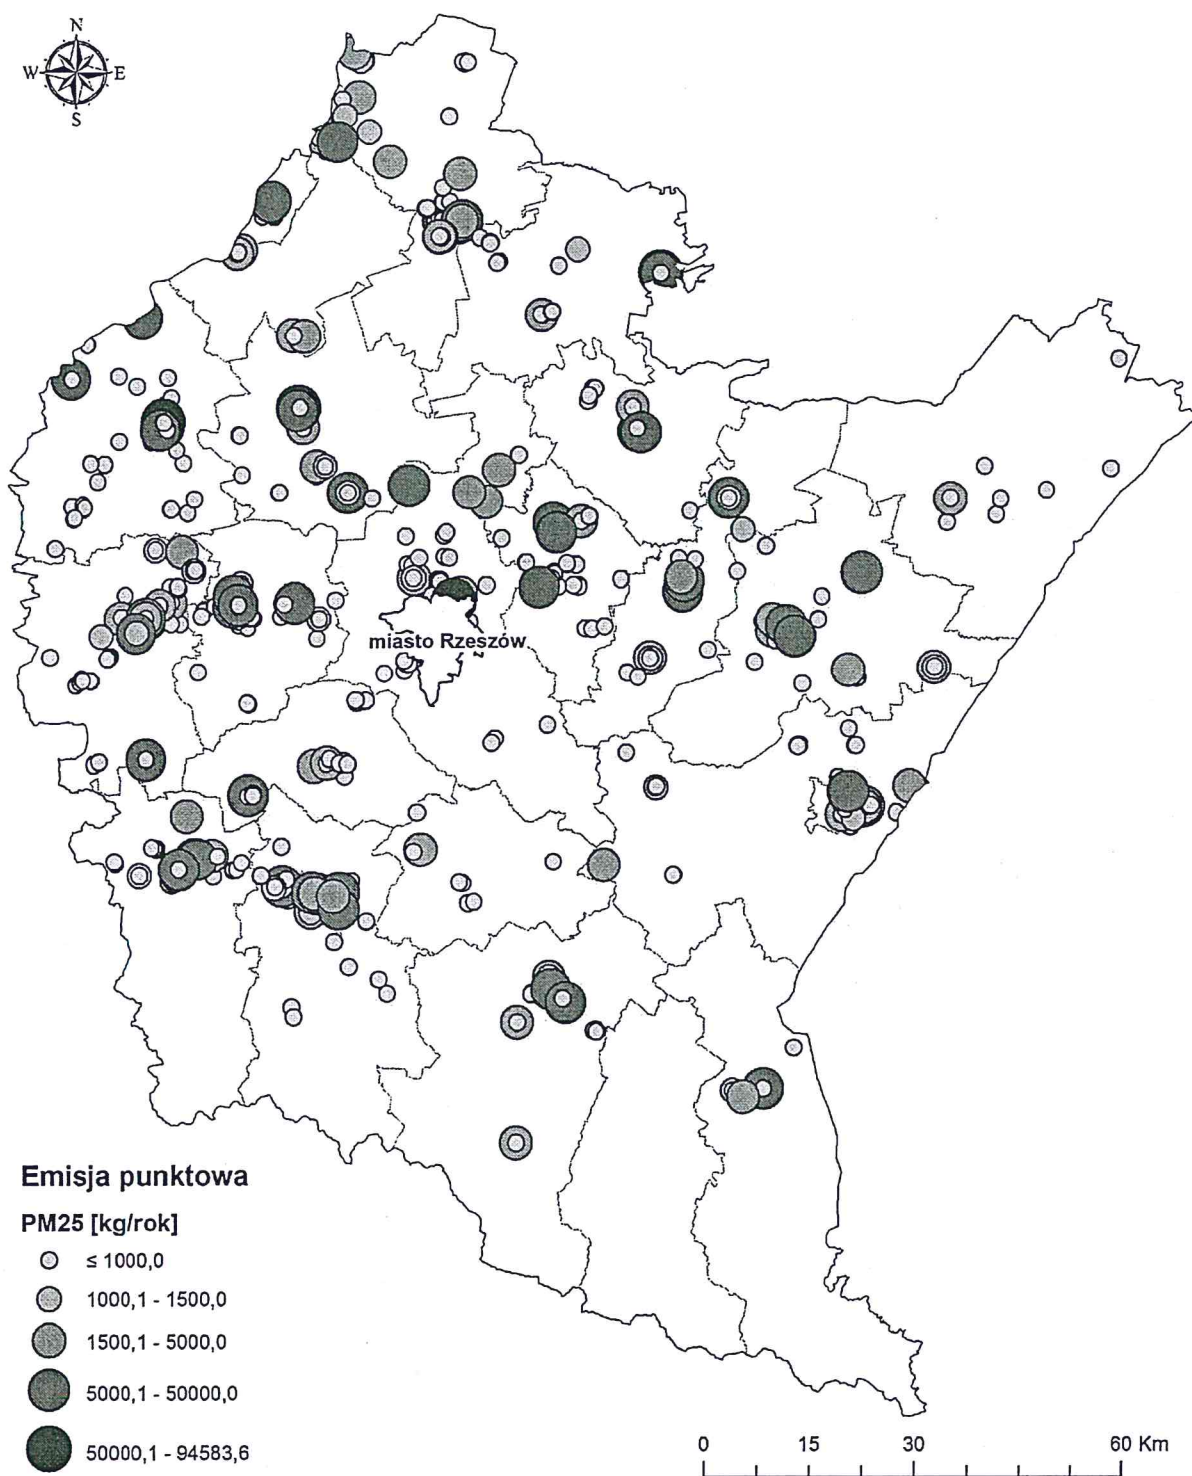 N
W E
S
miasto Rzeszów
Emisja punktowa
PM25 [kg/rok]
≤ 1000,0
1000,1 - 1500,0
1500,1 - 5000,0
5000,1 - 50000,0
50000,1 - 94583,6
0 15 30 60 Km